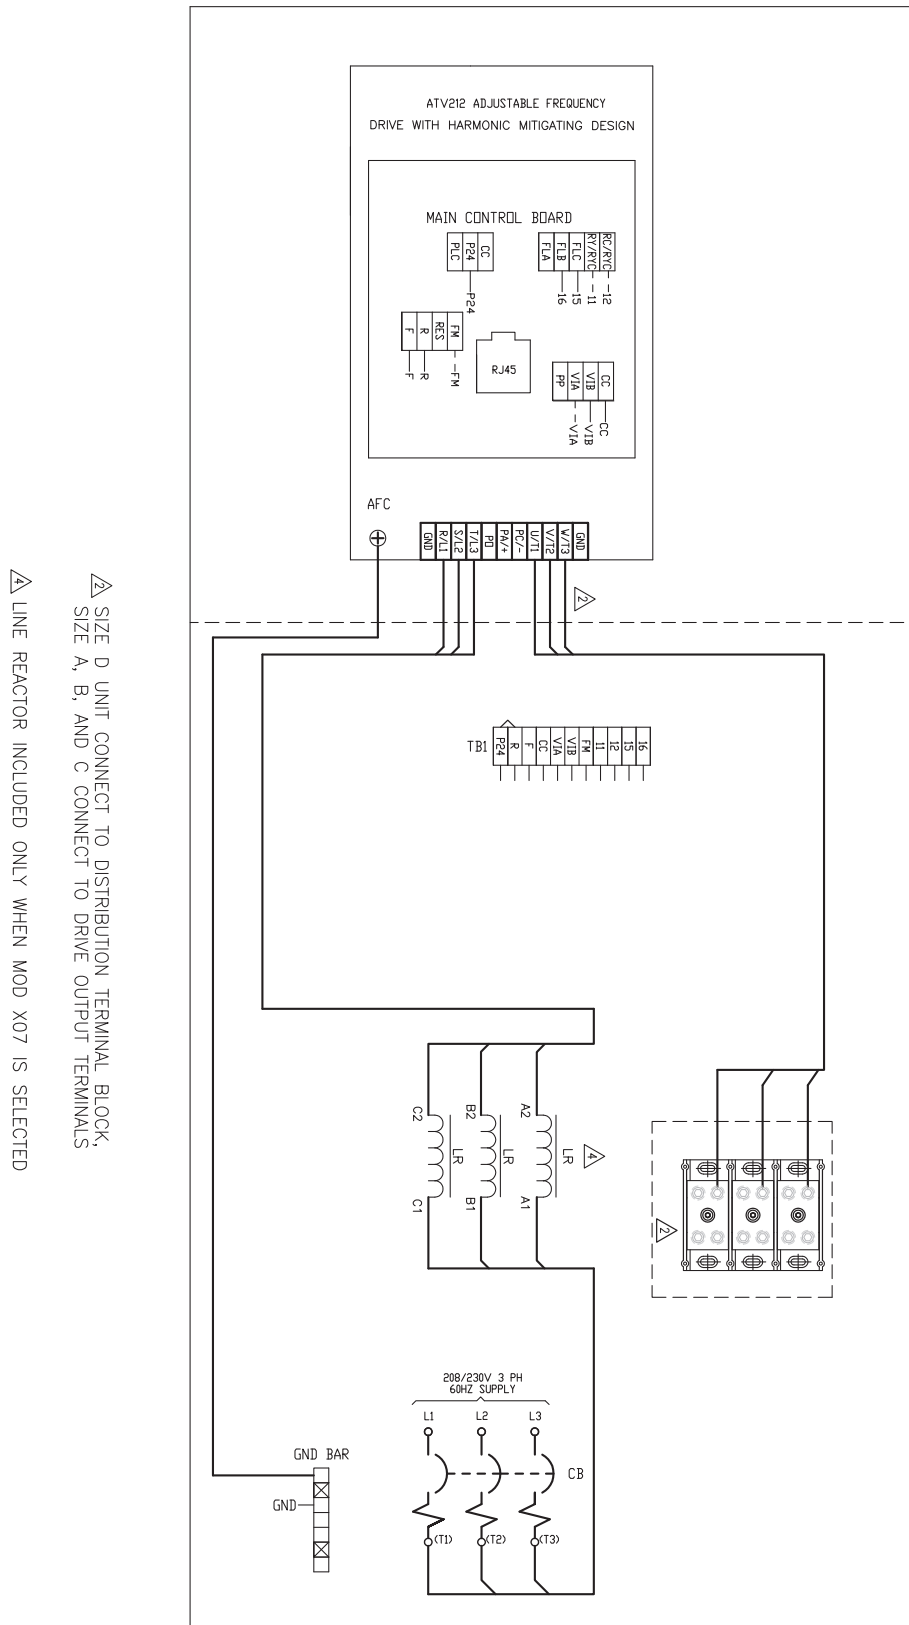 ATV212 ADJUSTABLE FREQUENCY
DRIVE WITH HARMONIC MITIGATING DESIGN
MAIN CONTROL BOARD
PLC
P24
CC
P24
FLA
FLB
FLC
RY/RYC
RC/RYC
16
15
11
12
F
R
RES
FM
F
R
FM
RJ45
PP
VIA
VIB
CC
VIA
VIB
CC
AFC
GND
R/L1
S/L2
T/L3
PO
PA/+
PC/-
U/T1
V/T2
W/T3
GND
2
TB1
P24
R
F
CC
VIA
VIB
FM
11
12
15
16
C2
B2
A2
LR
LR
LR
4
C1
B1
A1
2
208/230V 3 PH
60HZ SUPPLY
L1
L2
L3
CB
(T1)
(T2)
(T3)
GND BAR
GND
2 SIZE D UNIT CONNECT TO DISTRIBUTION TERMINAL BLOCK,
SIZE A, B, AND C CONNECT TO DRIVE OUTPUT TERMINALS
4 LINE REACTOR INCLUDED ONLY WHEN MOD X07 IS SELECTED